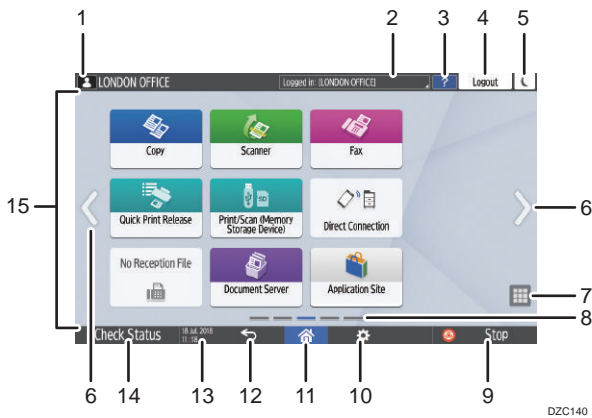 1
2
3
4
5
LONDON OFFICE
Logged in: [LONDON OFFICE]
?
Logout
Copy
Scanner
Fax
15
6
Quick Print Release
Print/Scan (Memory
Storage Device)
SD
Direct Connection
No Reception File
Document Server
Application Site
7
8
Check Status
18 Jul. 2018
11:18
Stop
6
14
13
12
11
10
9
DZC140